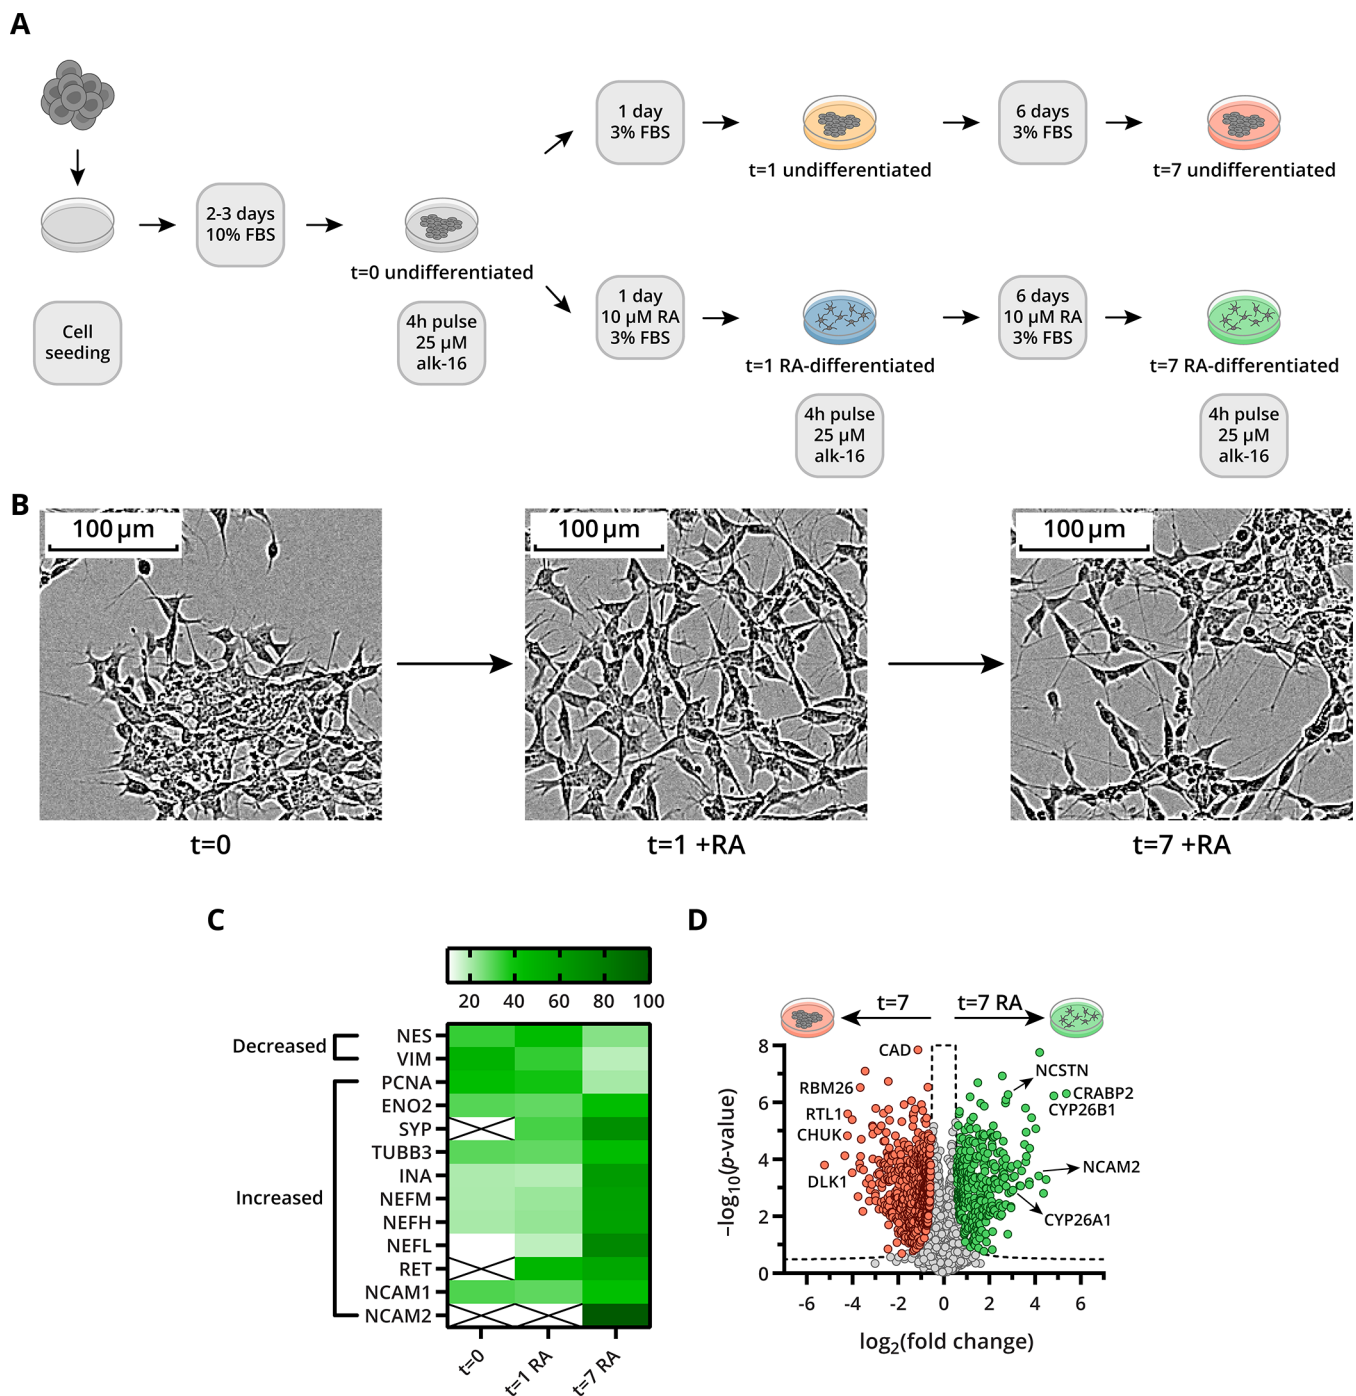 A
1 day
3% FBS
6 days
3% FBS
t=1 undifferentiated
t=7 undifferentiated
2-3 days
10% FBS
t=0 undifferentiated
Cell
seeding
4h pulse
25 µM
alk-16
1 day
10 µM RA
3% FBS
6 days
10 µM RA
3% FBS
t=1 RA-differentiated
t=7 RA-differentiated
4h pulse
25 µM
alk-16
4h pulse
25 µM
alk-16
B
100 µm
100 µm
100 µm
t=0
t=1 +RA
t=7 +RA
C
20 40 60 80 100
Decreased
Increased
NES
VIM
PCNA
ENO2
SYP
TUBB3
INA
NEFM
NEFH
NEFL
RET
NCAM1
NCAM2
t=0
t=1 RA
t=7 RA
D
t=7
t=7 RA
8
6
4
2
0
–log10(p-value)
CAD
RBM26
RTL1
CHUK
DLK1
NCSTN
CRABP2
CYP26B1
NCAM2
CYP26A1
-6 -4 -2 0 2 4 6
log2(fold change)